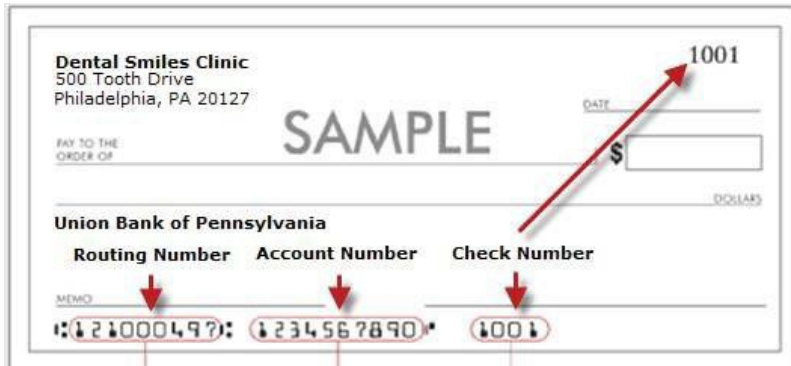 Dental Smiles Clinic
500 Tooth Drive
Philadelphia, PA 20127
1001
DATE
SAMPLE
PAY TO THE
ORDER OF
$
DOLLARS
Union Bank of Pennsylvania
Routing Number Account Number Check Number
MEMO
⑆121000497⑆ 1234567890⑈ 1001